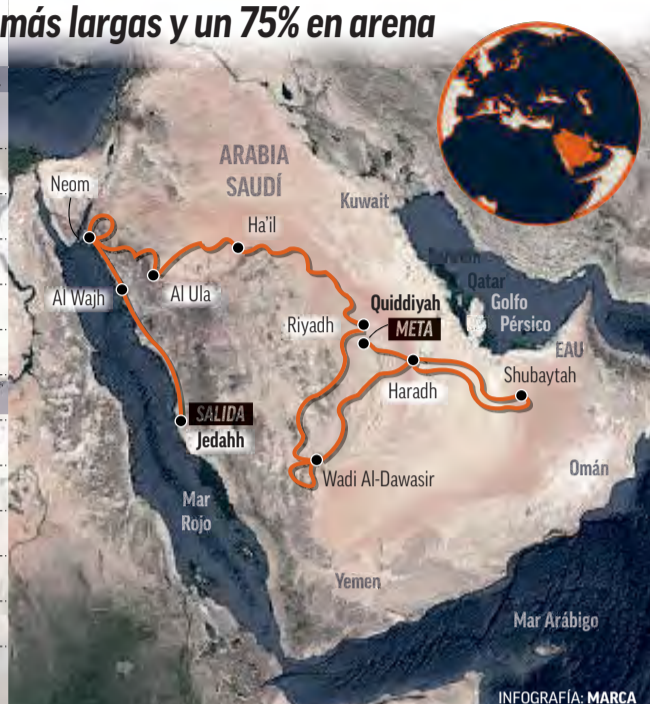 más largas y un 75% en arena
ARABIA
SAUDÍ
Neom
Kuwait
Ha'il
Al Wajh
Al Ula
Qatar
Golfo
Pérsico
Quiddiyah
META
Riyadh
EAU
Shubaytah
Haradh
SALIDA
Jedahh
Wadi Al-Dawasir
Omán
Mar
Rojo
Yemen
Mar Arábigo
INFOGRAFÍA: MARCA